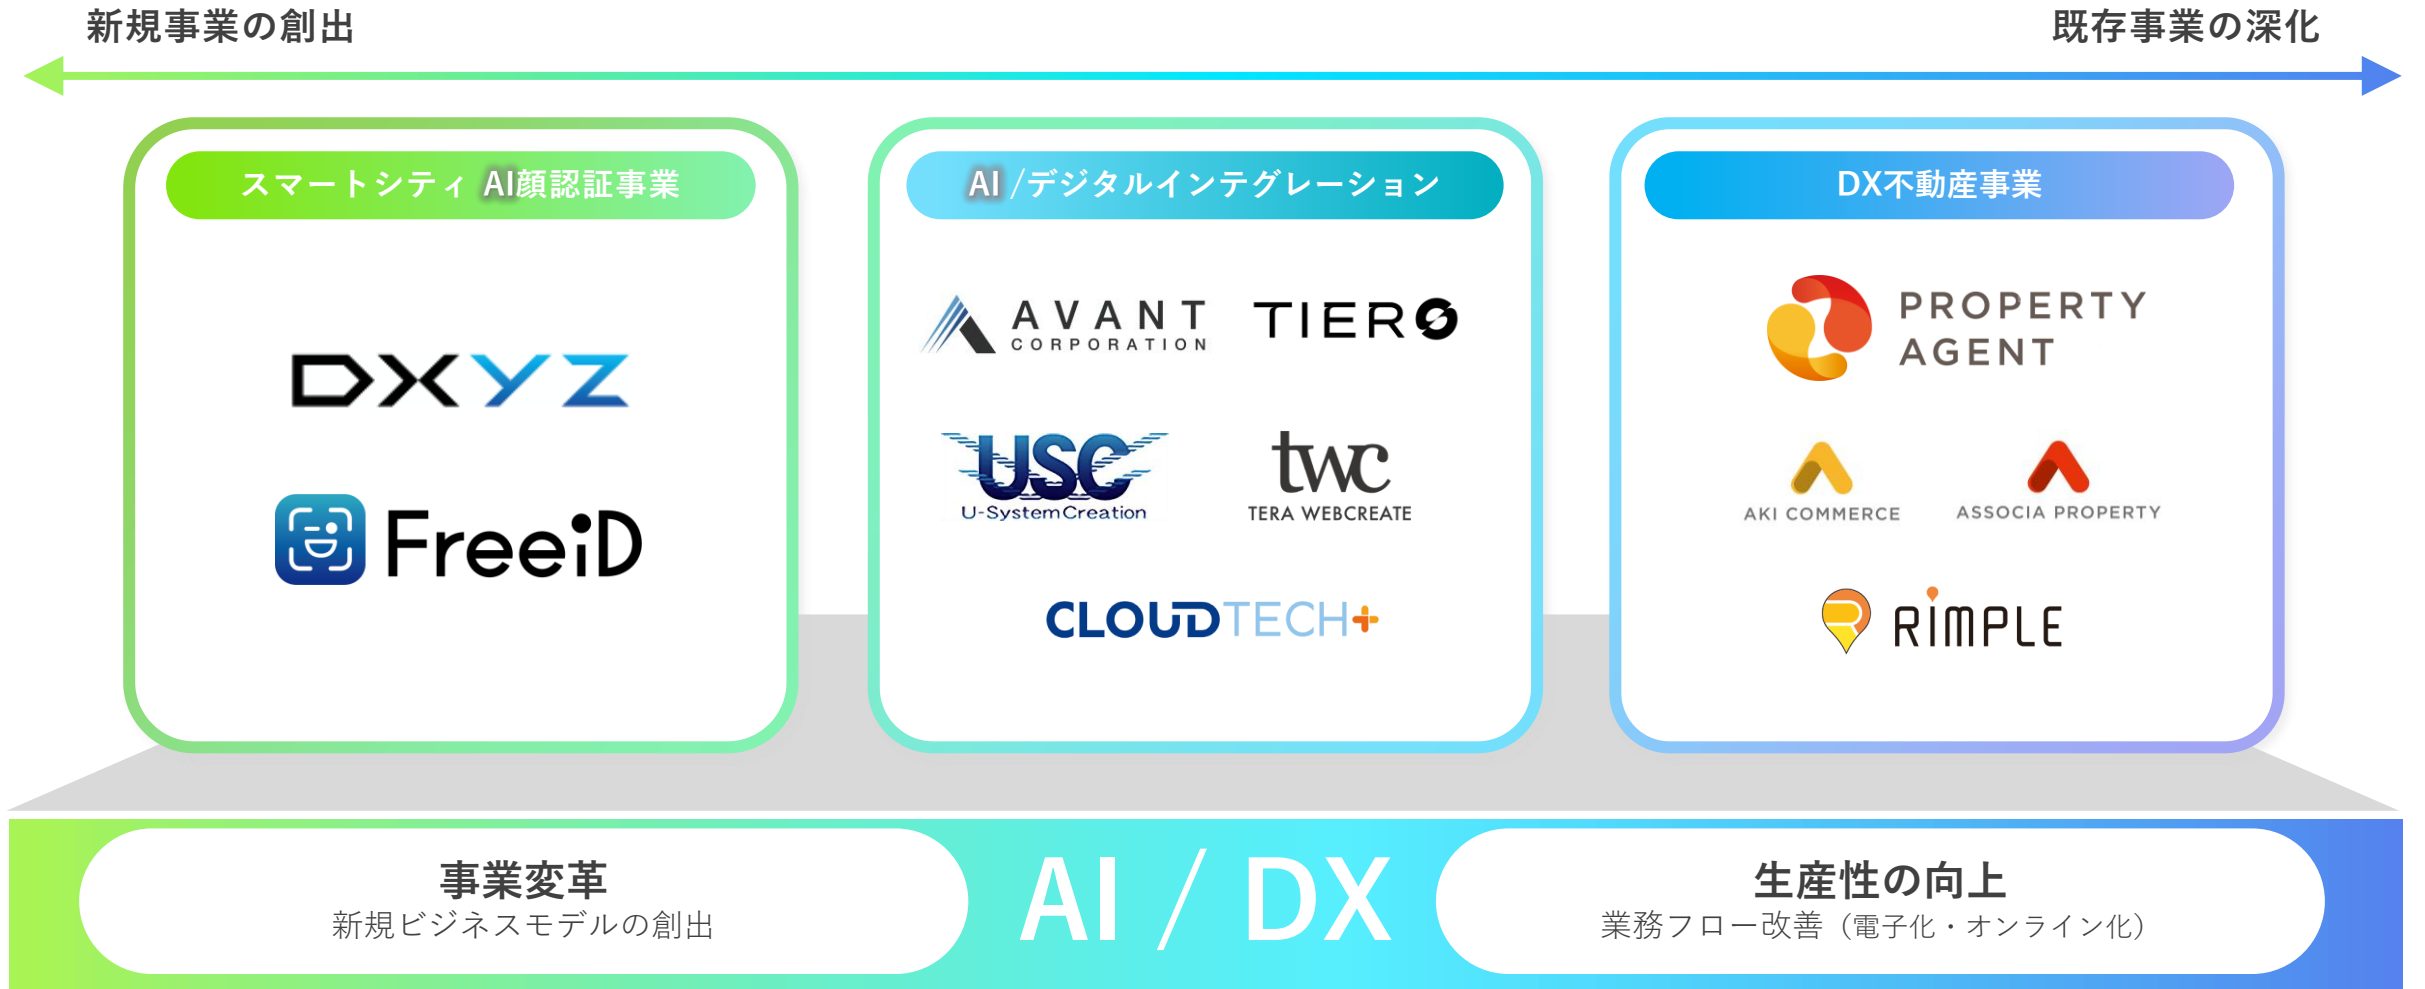 新規事業の創出
既存事業の深化
スマートシティ AI顔認証事業
DXYZ
FreeiD
AI /デジタルインテグレーション
AVANT
CORPORATION
TIERS
USC
U-SystemCreation
twc
TERA WEBCREATE
CLOUDTECH+
DX不動産事業
PROPERTY
AGENT
AKI COMMERCE
ASSOCIA PROPERTY
RIMPLE
事業変革
新規ビジネスモデルの創出
AI / DX
生産性の向上
業務フロー改善（電子化・オンライン化）